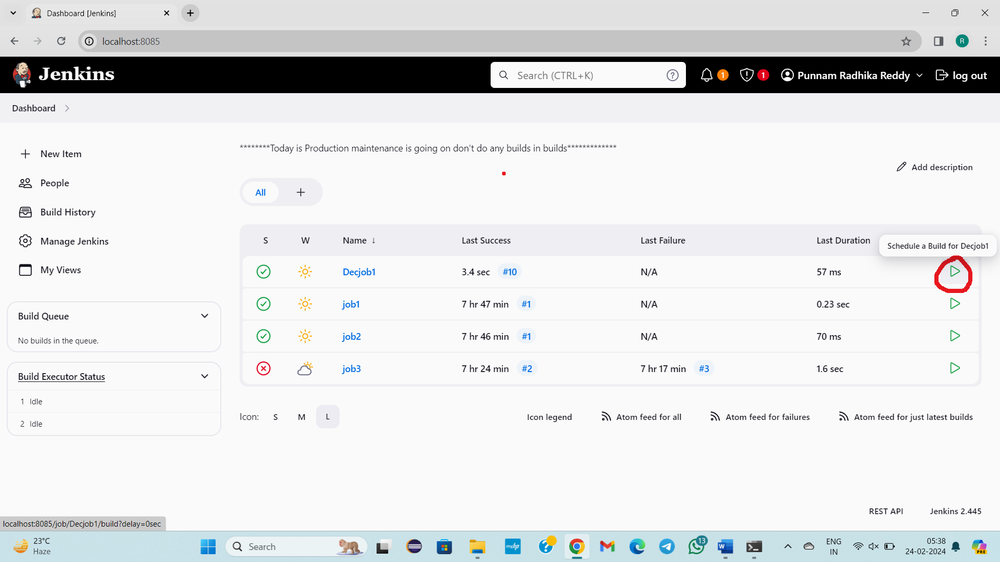 Dashboard [Jenkins]
localhost:8085
Jenkins
Search (CTRL+K)
?
1
1
Punnam Radhika Reddy
log out
R
Dashboard
New Item
People
Build History
Manage Jenkins
My Views
********Today is Production maintenance is going on don't do any builds in builds*************
Add description
All +
S W Name ↓ Last Success Last Failure Last Duration
Schedule a Build for Decjob1
Decjob1 3.4 sec #10 N/A 57 ms
job1 7 hr 47 min #1 N/A 0.23 sec
job2 7 hr 46 min #1 N/A 70 ms
job3 7 hr 24 min #2 7 hr 17 min #3 1.6 sec
Build Queue
No builds in the queue.
Build Executor Status
1 Idle
2 Idle
Icon: S M L
Icon legend
Atom feed for all
Atom feed for failures
Atom feed for just latest builds
REST API
Jenkins 2.445
localhost:8085/job/Decjob1/build?delay=0sec
23°C
Haze
Search
myhp
?
13
W
ENG
IN
05:38
24-02-2024
PRE